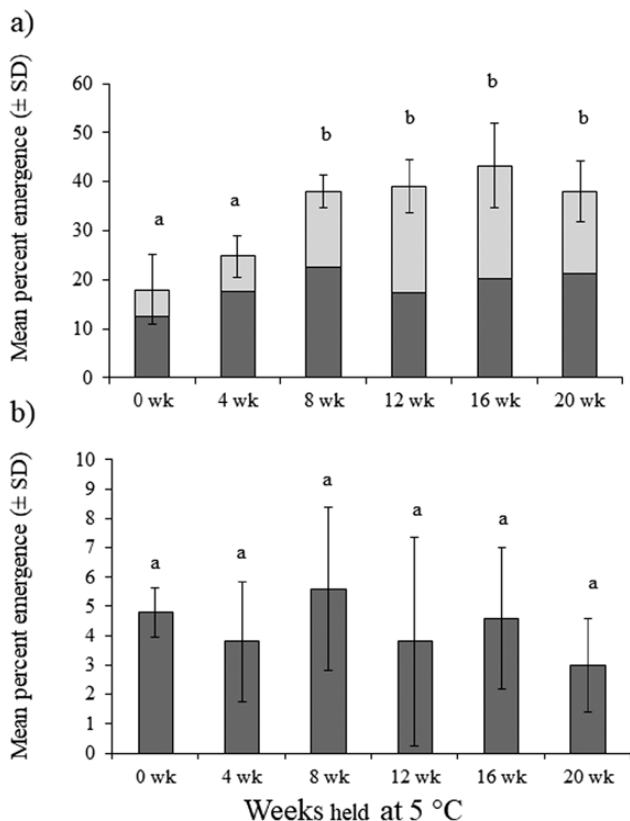 a)
Mean percent emergence (± SD)
60
50
40
30
20
10
0
a
a
b
b
b
b
0 wk
4 wk
8 wk
12 wk
16 wk
20 wk
b)
Mean percent emergence (± SD)
10
9
8
7
6
5
4
3
2
1
0
a
a
a
a
a
a
0 wk
4 wk
8 wk
12 wk
16 wk
20 wk
Weeks held at 5 °C